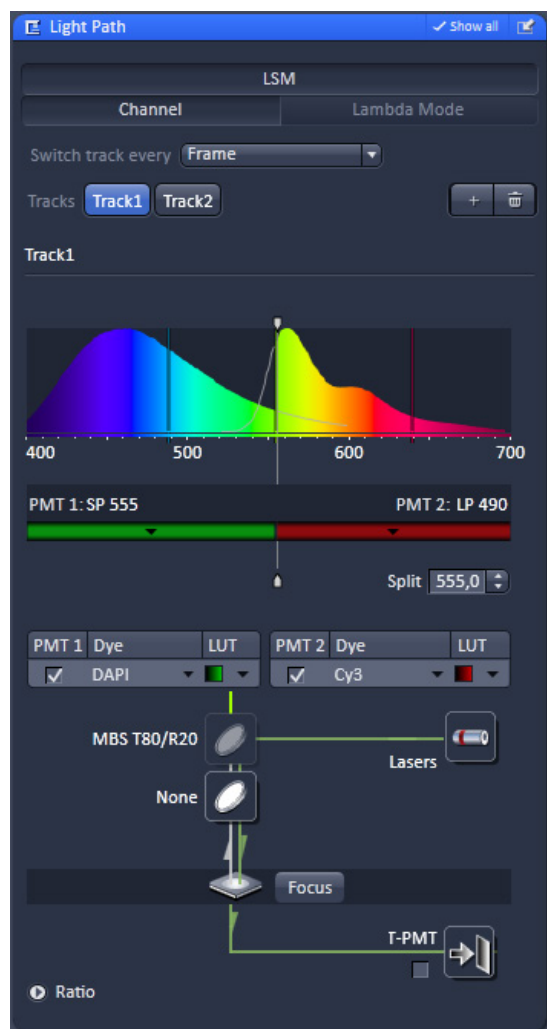 Light Path Show all
LSM
Channel Lambda Mode
Switch track every Frame
Tracks Track1 Track2 +
Track1
400 500 600 700
PMT 1: SP 555 PMT 2: LP 490
Split 555,0
PMT 1 Dye LUT PMT 2 Dye LUT
DAPI Cy3
MBS T80/R20
Lasers
None
Focus
T-PMT
Ratio